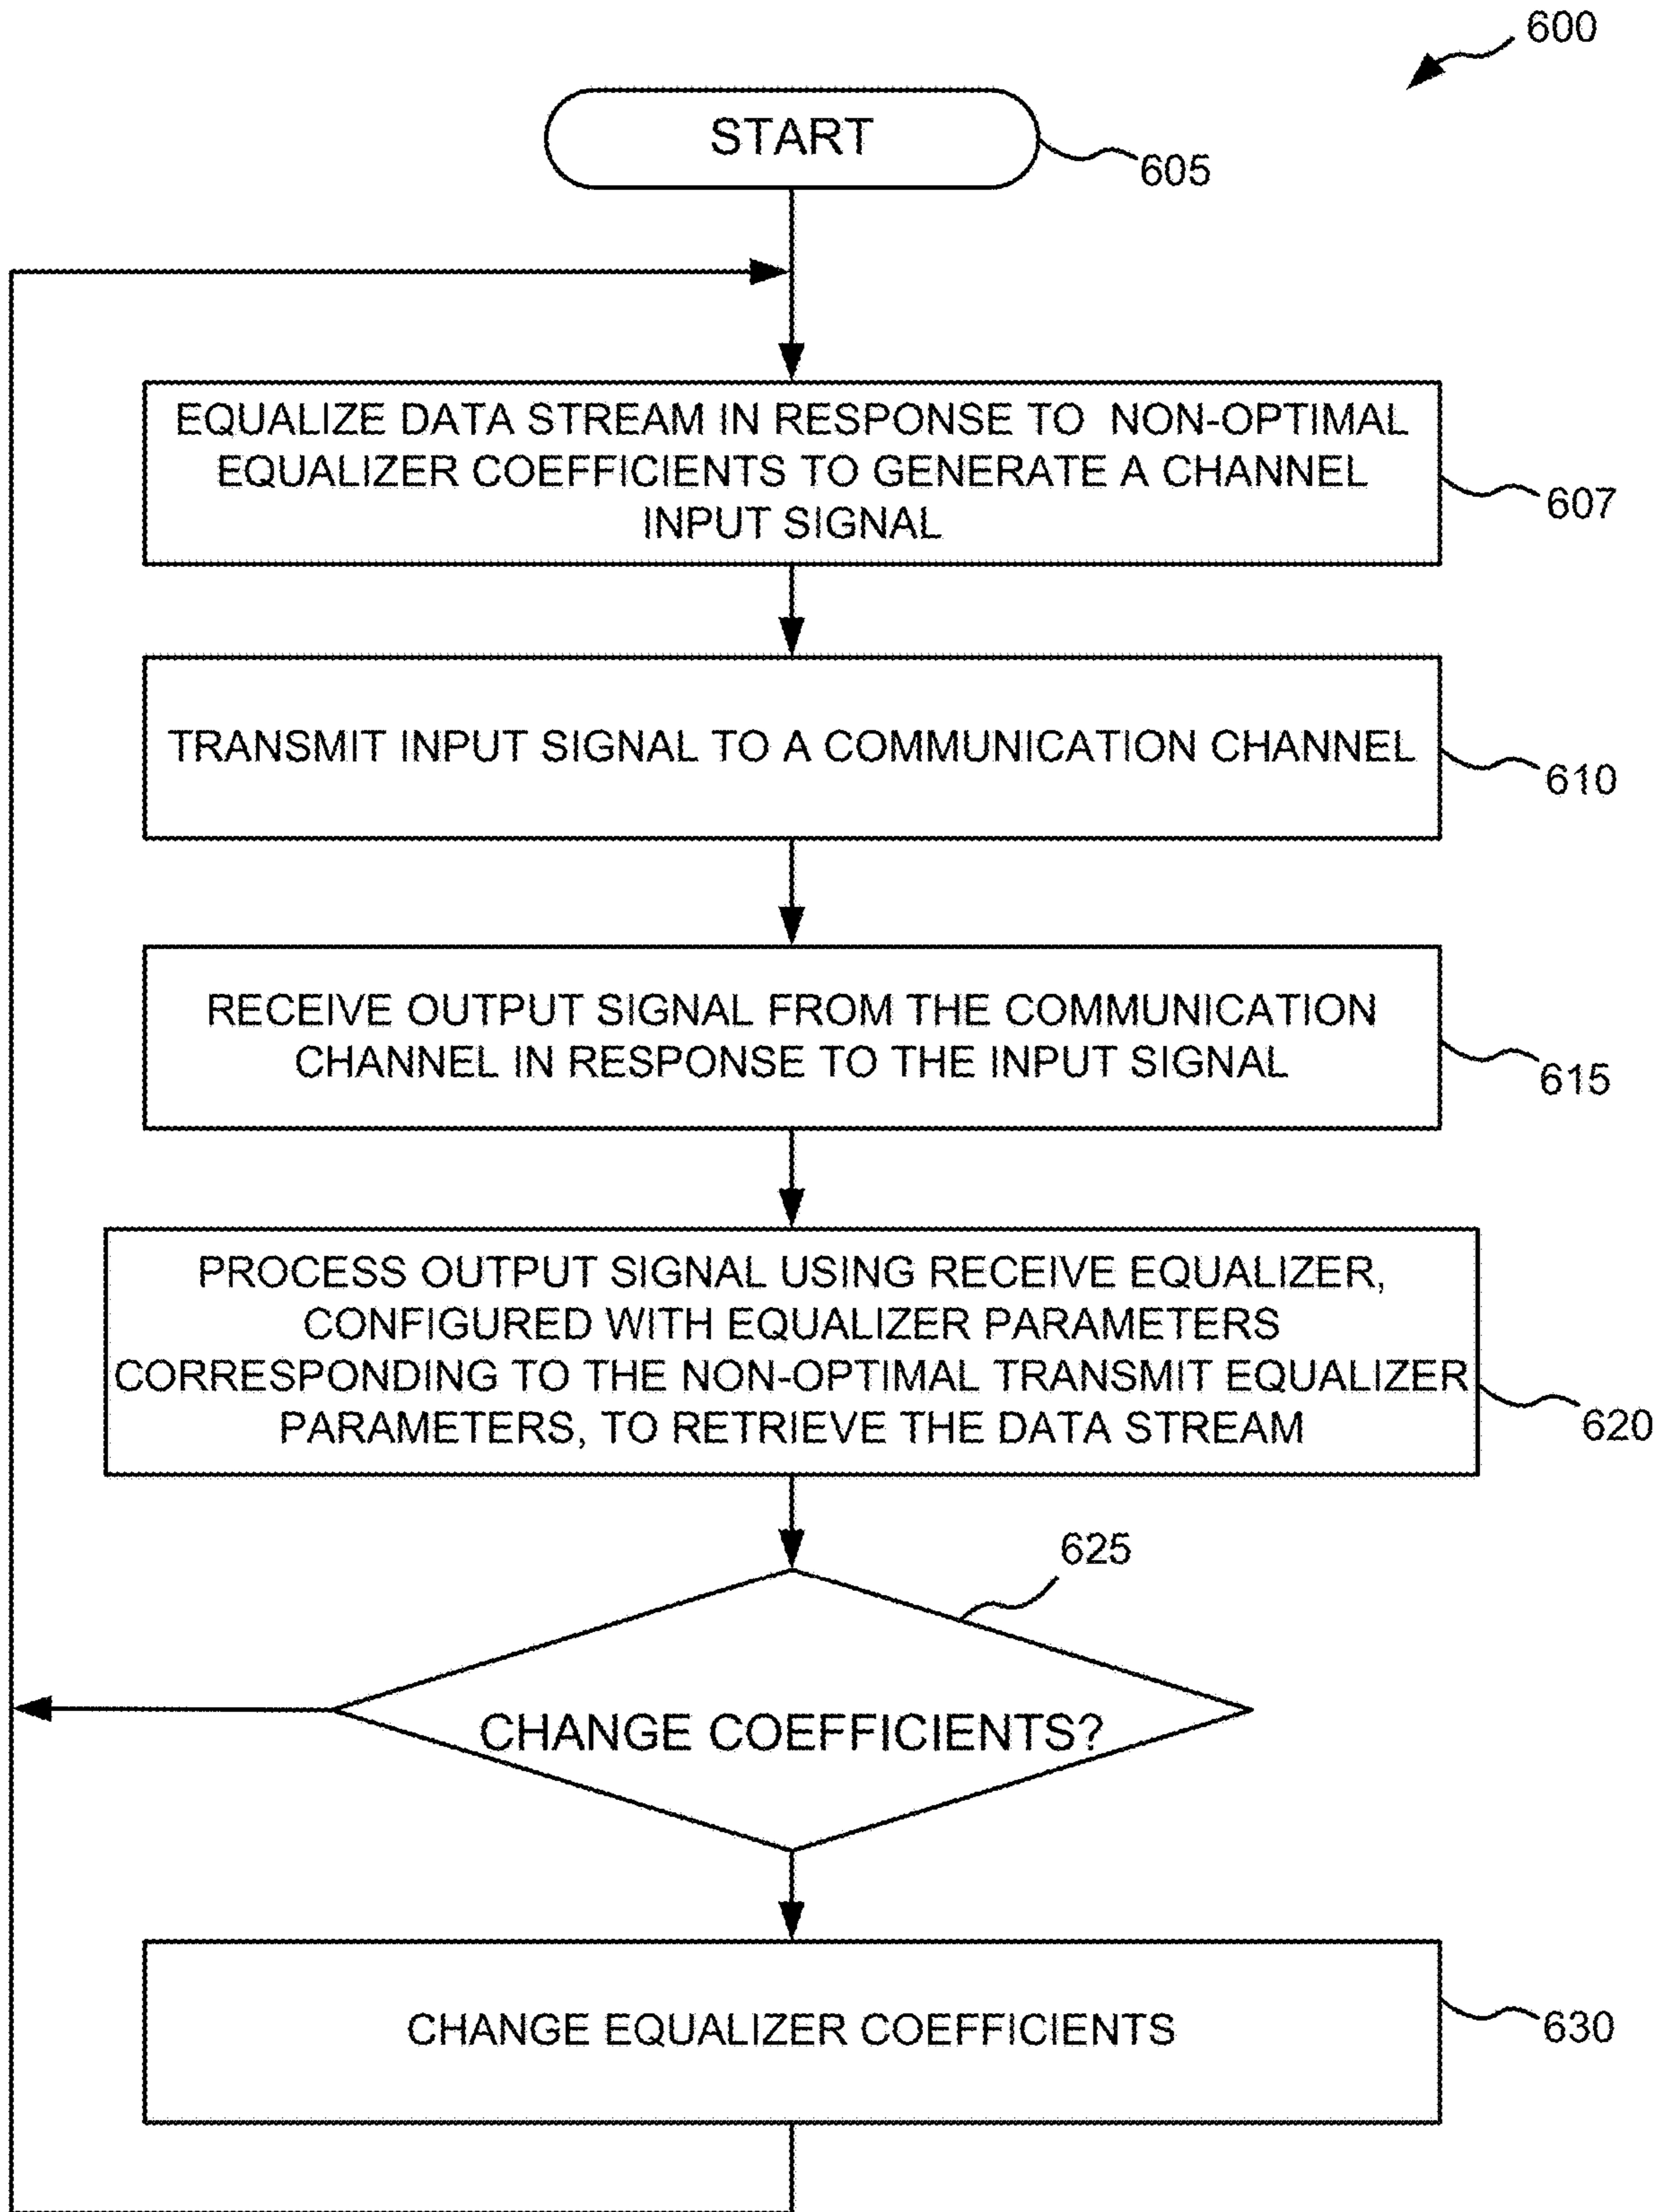 600
START
605
EQUALIZE DATA STREAM IN RESPONSE TO NON-OPTIMAL
EQUALIZER COEFFICIENTS TO GENERATE A CHANNEL
INPUT SIGNAL
607
TRANSMIT INPUT SIGNAL TO A COMMUNICATION CHANNEL
610
RECEIVE OUTPUT SIGNAL FROM THE COMMUNICATION
CHANNEL IN RESPONSE TO THE INPUT SIGNAL
615
PROCESS OUTPUT SIGNAL USING RECEIVE EQUALIZER,
CONFIGURED WITH EQUALIZER PARAMETERS
CORRESPONDING TO THE NON-OPTIMAL TRANSMIT EQUALIZER
PARAMETERS, TO RETRIEVE THE DATA STREAM
620
625
CHANGE COEFFICIENTS?
CHANGE EQUALIZER COEFFICIENTS
630